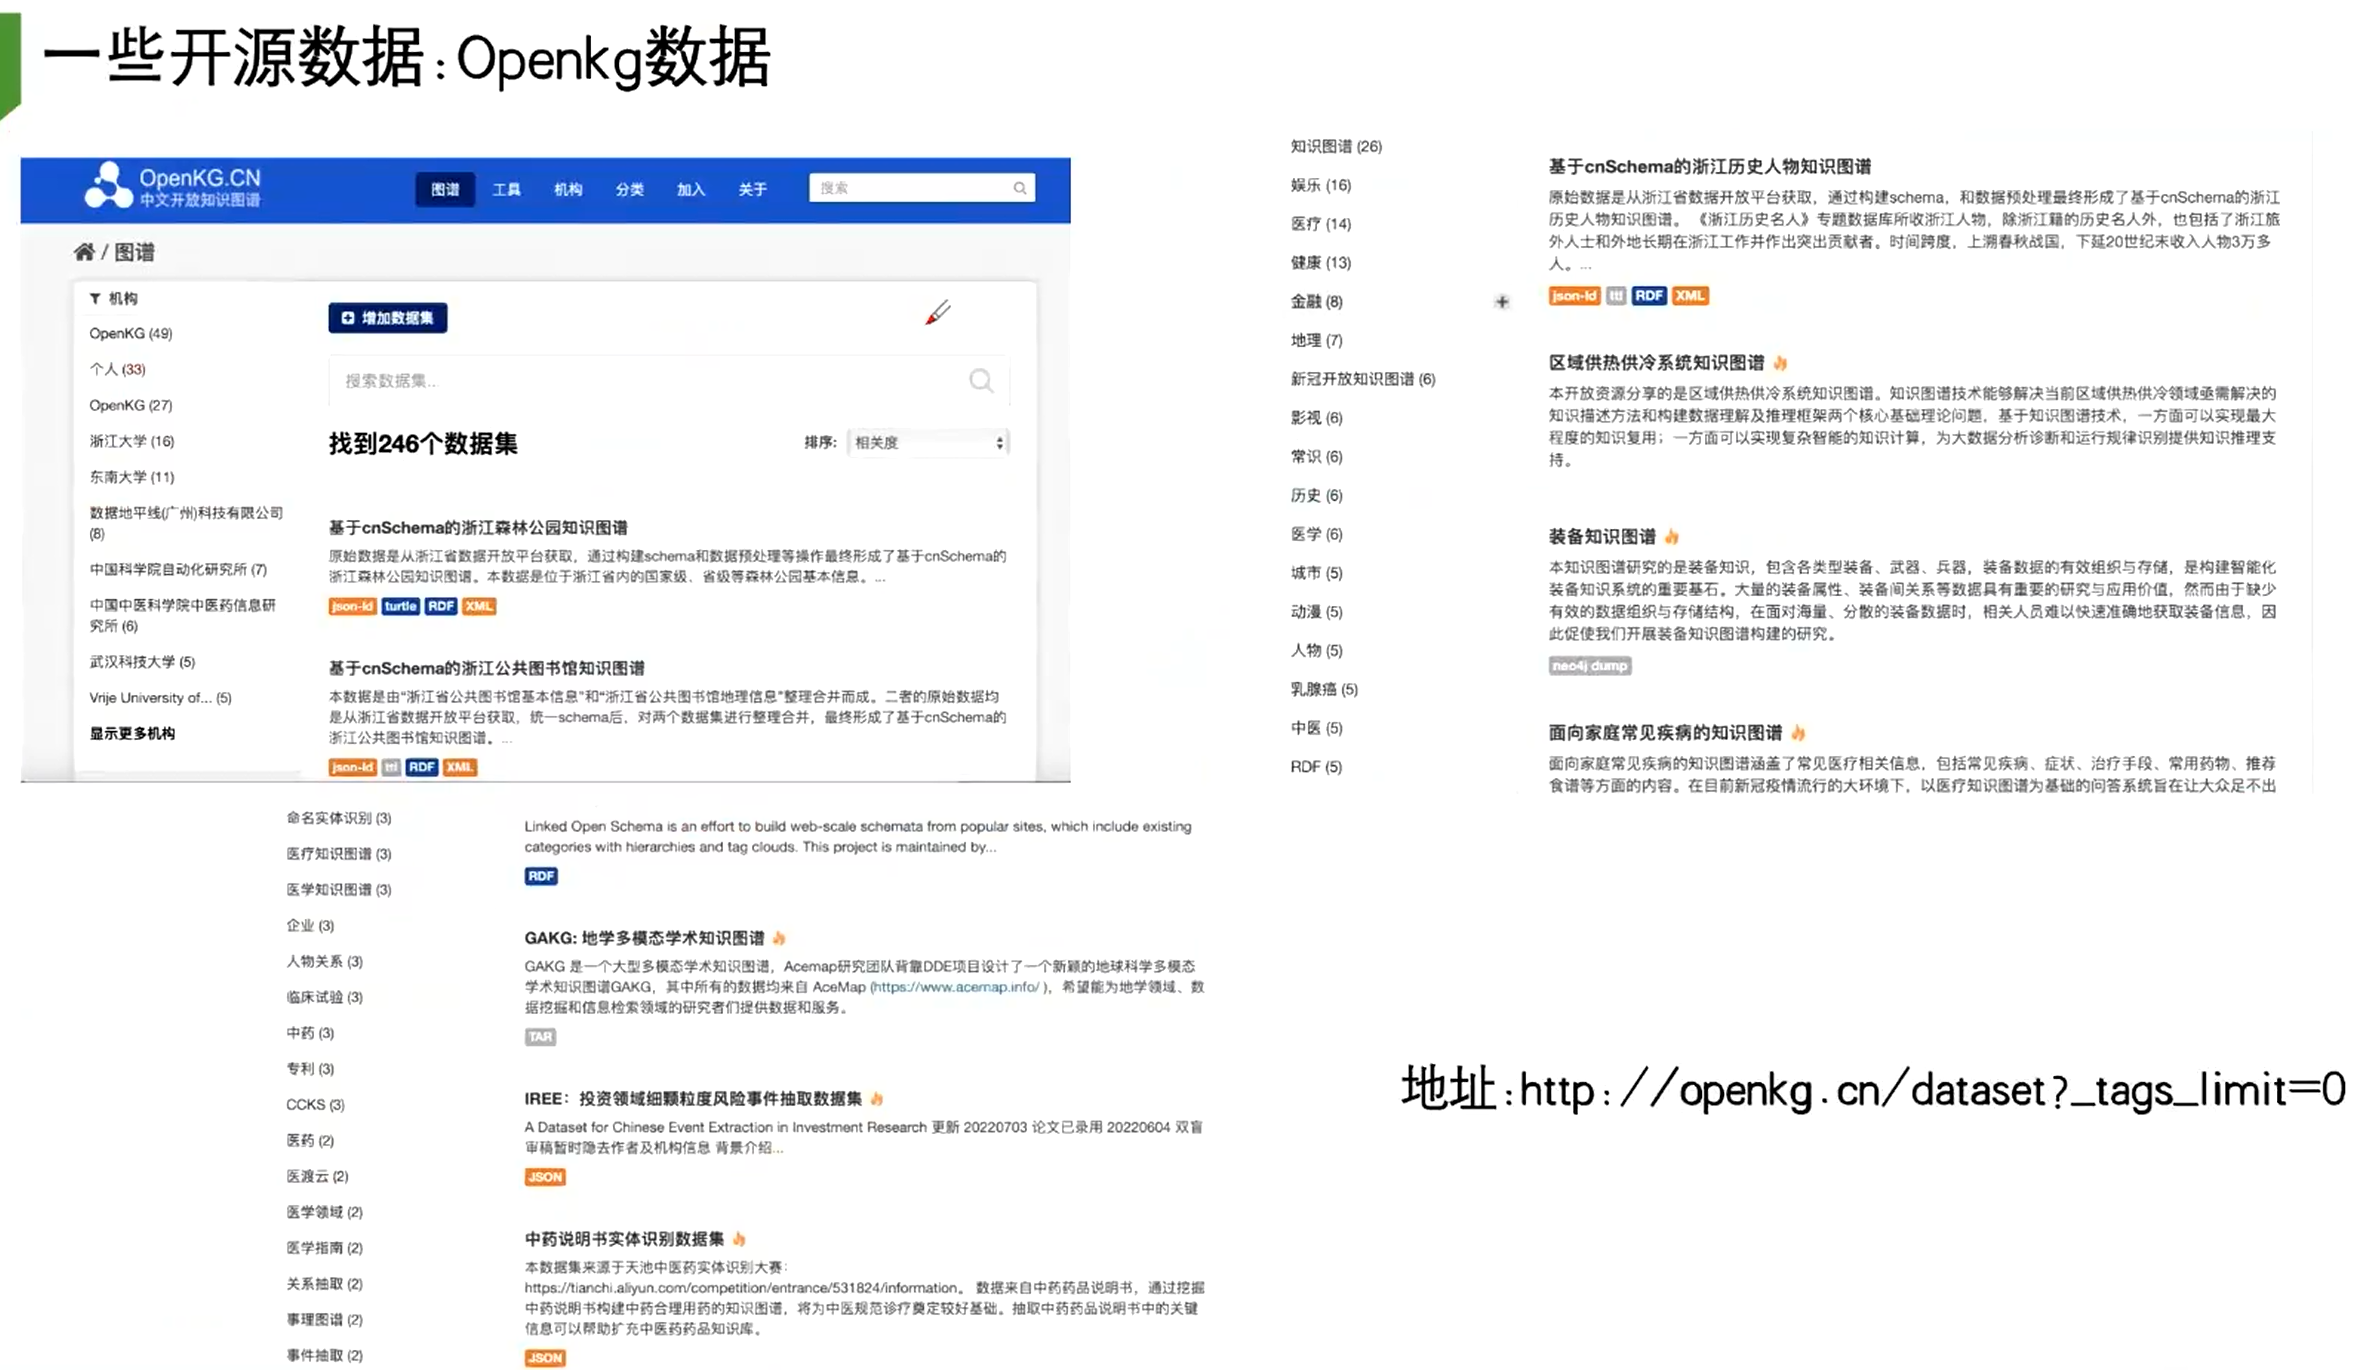 一些开源数据:Openkg数据
OpenKG.CN
中文开放知识图谱
图谱 工具 机构 分类 加入 关于 搜索
/ 图谱
机构
OpenKG (49)
个人 (33)
OpenKG (27)
浙江大学 (16)
东南大学 (11)
数据地平线(广州)科技有限公司
(8)
中国科学院自动化研究所 (7)
中国中医科学院中医药信息研
究所 (6)
武汉科技大学 (5)
Vrije University of... (5)
显示更多机构
增加数据集
搜索数据集..
找到246个数据集
排序: 相关度
基于cnSchema的浙江森林公园知识图谱
原始数据是从浙江省数据开放平台获取，通过构建schema和数据预处理等操作最终形成了基于cnSchema的
浙江森林公园知识图谱。本数据是位于浙江省内的国家级、省级等森林公园基本信息。...
json-ld turtle RDF XML
基于cnSchema的浙江公共图书馆知识图谱
本数据是由“浙江省公共图书馆基本信息”和“浙江省公共图书馆地理信息”整理合并而成。二者的原始数据均
是从浙江省数据开放平台获取，统一schema后，对两个数据集进行整理合并，最终形成了基于cnSchema的
浙江公共图书馆知识图谱。...
json-ld ttl RDF XML
知识图谱 (26)
娱乐 (16)
医疗 (14)
健康 (13)
金融 (8)
地理 (7)
新冠开放知识图谱 (6)
影视 (6)
常识 (6)
历史 (6)
医学 (6)
城市 (5)
动漫 (5)
人物 (5)
乳腺癌 (5)
中医 (5)
RDF (5)
基于cnSchema的浙江历史人物知识图谱
原始数据是从浙江省数据开放平台获取，通过构建schema，和数据预处理最终形成了基于cnSchema的浙江
历史人物知识图谱。《浙江历史名人》专题数据库所收浙江人物，除浙江籍的历史名人外，也包括了浙江旅
外人士和外地长期在浙江工作并作出突出贡献者。时间跨度，上溯春秋战国，下延20世纪末收入人物3万多
人。...
json-ld ttl RDF XML
区域供热供冷系统知识图谱
本开放资源分享的是区域供热供冷系统知识图谱。知识图谱技术能够解决当前区域供热供冷领域亟需解决的
知识描述方法和构建数据理解及推理框架两个核心基础理论问题，基于知识图谱技术，一方面可以实现最大
程度的知识复用；一方面可以实现复杂智能的知识计算，为大数据分析诊断和运行规律识别提供知识推理支
持。
装备知识图谱
本知识图谱研究的是装备知识，包含各类型装备、武器、兵器，装备数据的有效组织与存储，是构建智能化
装备知识系统的重要基石。大量的装备属性、装备间关系等数据具有重要的研究与应用价值，然而由于缺少
有效的数据组织与存储结构，在面对海量、分散的装备数据时，相关人员难以快速准确地获取装备信息，因
此促使我们开展装备知识图谱构建的研究。
neo4j dump
面向家庭常见疾病的知识图谱
面向家庭常见疾病的知识图谱涵盖了常见医疗相关信息，包括常见疾病、症状、治疗手段、常用药物、推荐
食谱等方面的内容。在目前新冠疫情流行的大环境下，以医疗知识图谱为基础的问答系统旨在让大众足不出
命名实体识别 (3)
医疗知识图谱 (3)
医学知识图谱 (3)
企业 (3)
人物关系 (3)
临床试验 (3)
中药 (3)
专利 (3)
CCKS (3)
医药 (2)
医渡云 (2)
医学领域 (2)
医学指南 (2)
关系抽取 (2)
事理图谱 (2)
事件抽取 (2)
Linked Open Schema is an effort to build web-scale schemata from popular sites, which include existing
categories with hierarchies and tag clouds. This project is maintained by...
RDF
GAKG: 地学多模态学术知识图谱
GAKG 是一个大型多模态学术知识图谱，Acemap研究团队背靠DDE项目设计了一个新颖的地球科学多模态
学术知识图谱GAKG，其中所有的数据均来自 AceMap (https://www.acemap.info/ )，希望能为地学领域、数
据挖掘和信息检索领域的研究者们提供数据和服务。
TAR
IREE：投资领域细颗粒度风险事件抽取数据集
A Dataset for Chinese Event Extraction in Investment Research 更新 20220703 论文已录用 20220604 双盲
审稿暂时隐去作者及机构信息 背景介绍...
JSON
中药说明书实体识别数据集
本数据集来源于天池中医药实体识别大赛：
https://tianchi.aliyun.com/competition/entrance/531824/information。 数据来自中药药品说明书，通过挖掘
中药说明书构建中药合理用药的知识图谱，将为中医规范诊疗奠定较好基础。抽取中药药品说明书中的关键
信息可以帮助扩充中医药药品知识库。
JSON
地址:http://openkg.cn/dataset?_tags_limit=0